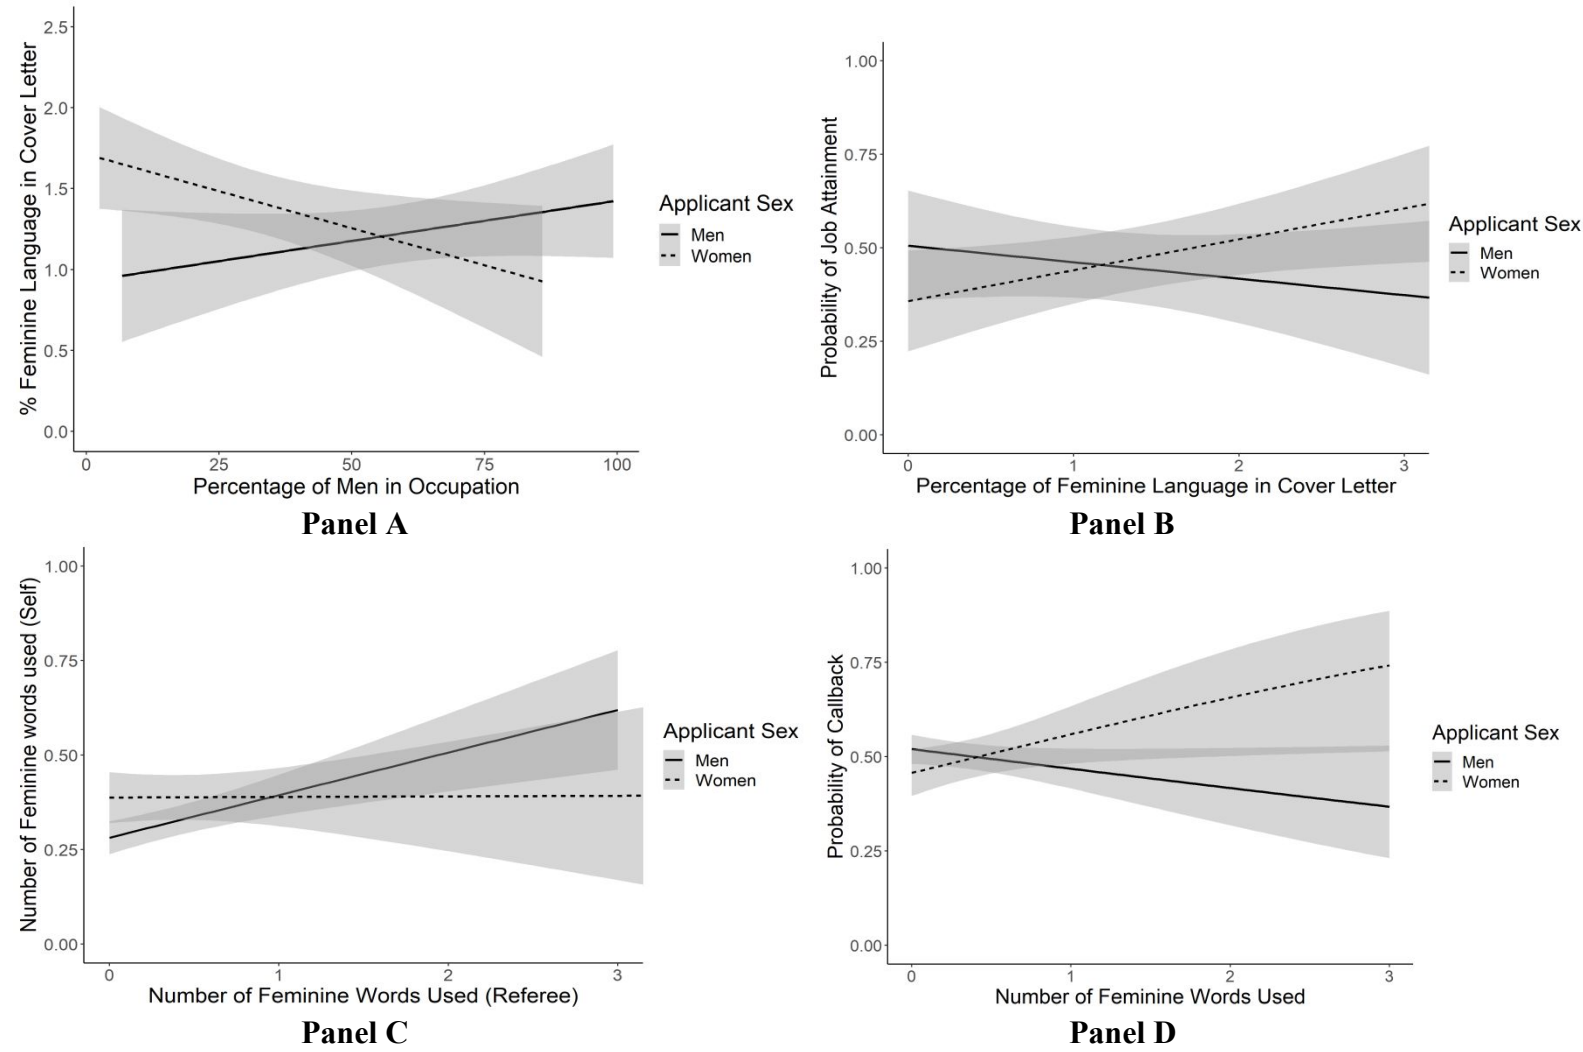 % Feminine Language in Cover Letter
2.5
2.0
1.5
1.0
0.5
0.0
0 25 50 75 100
Percentage of Men in Occupation
Applicant Sex
Men
Women
Panel A
Probability of Job Attainment
1.00
0.75
0.50
0.25
0.00
0 1 2 3
Percentage of Feminine Language in Cover Letter
Applicant Sex
Men
Women
Panel B
Number of Feminine words used (Self)
1.00
0.75
0.50
0.25
0.00
0 1 2 3
Number of Feminine Words Used (Referee)
Applicant Sex
Men
Women
Panel C
Probability of Callback
1.00
0.75
0.50
0.25
0.00
0 1 2 3
Number of Feminine Words Used
Applicant Sex
Men
Women
Panel D